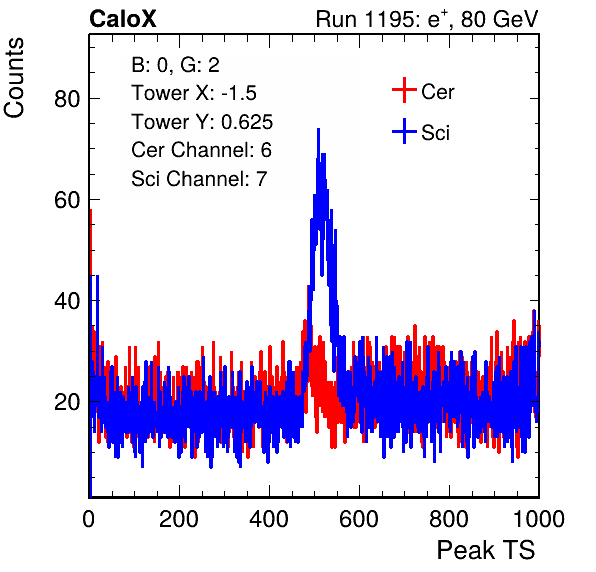 CaloX Run 1195: e⁺, 80 GeV
Counts
B: 0, G: 2
Tower X: -1.5
Tower Y: 0.625
Cer Channel: 6
Sci Channel: 7
Cer
Sci
80
60
40
20
0 200 400 600 800 1000
Peak TS